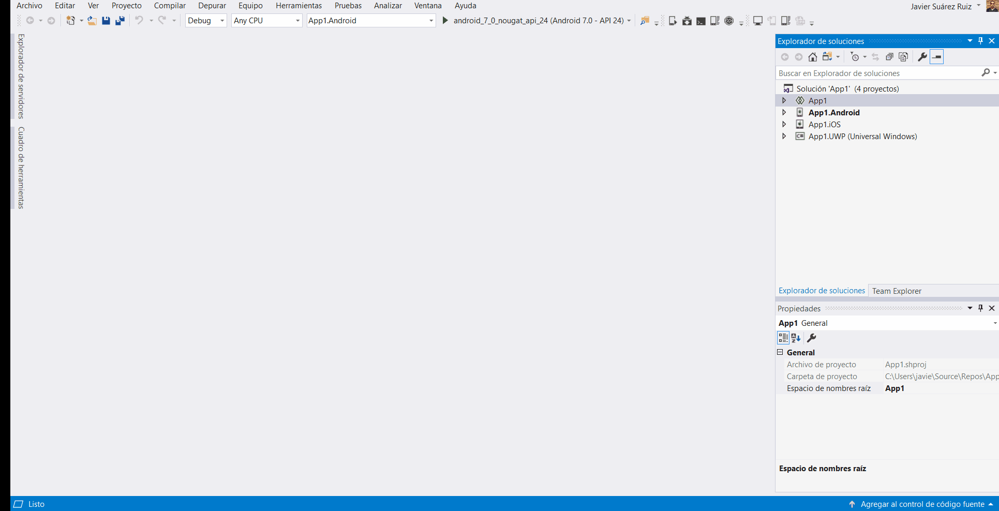 Archivo Editar Ver Proyecto Compilar Depurar Equipo Herramientas Pruebas Analizar Ventana Ayuda
Javier Suárez Ruiz
Debug Any CPU App1.Android android_7_0_nougat_api_24 (Android 7.0 - API 24)
Explorador de servidores
Cuadro de herramientas
Explorador de soluciones
Buscar en Explorador de soluciones
Solución 'App1' (4 proyectos)
App1
App1.Android
App1.iOS
App1.UWP (Universal Windows)
Explorador de soluciones Team Explorer
Propiedades
App1 General
General
Archivo de proyecto App1.shproj
Carpeta de proyecto C:\Users\javie\Source\Repos\App
Espacio de nombres raíz App1
Espacio de nombres raíz
Listo
Agregar al control de código fuente